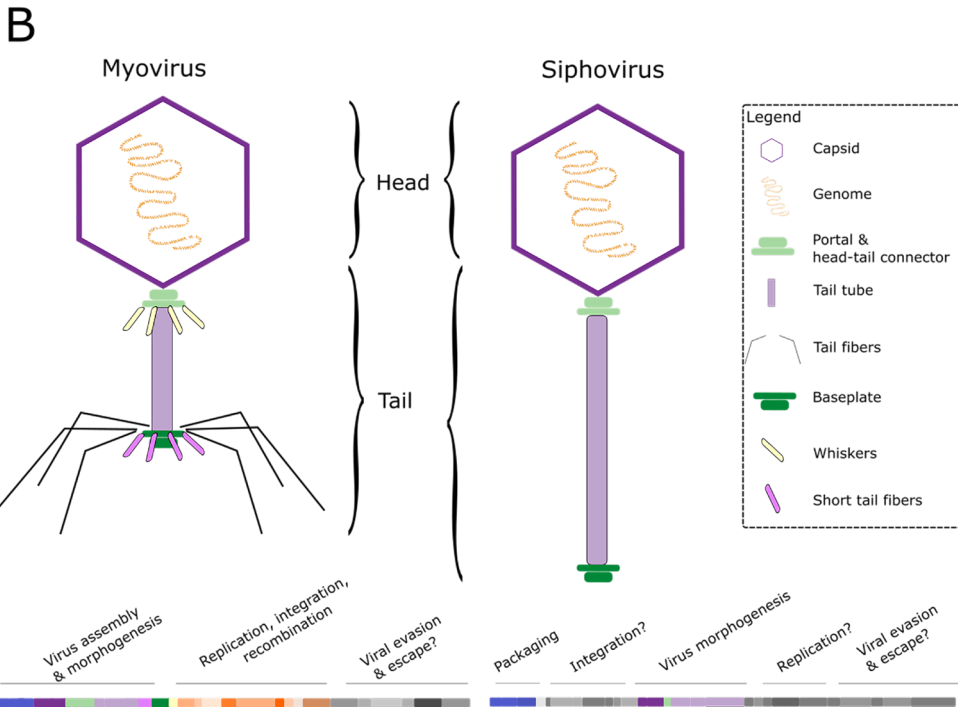 B
Myovirus
Siphovirus
Head
Tail
Legend
Capsid
Genome
Portal &
head-tail connector
Tail tube
Tail fibers
Baseplate
Whiskers
Short tail fibers
Virus assembly
& morphogenesis
Replication, integration,
recombination
Viral evasion
& escape?
Packaging
Integration?
Virus morphogenesis
Replication?
Viral evasion
& escape?